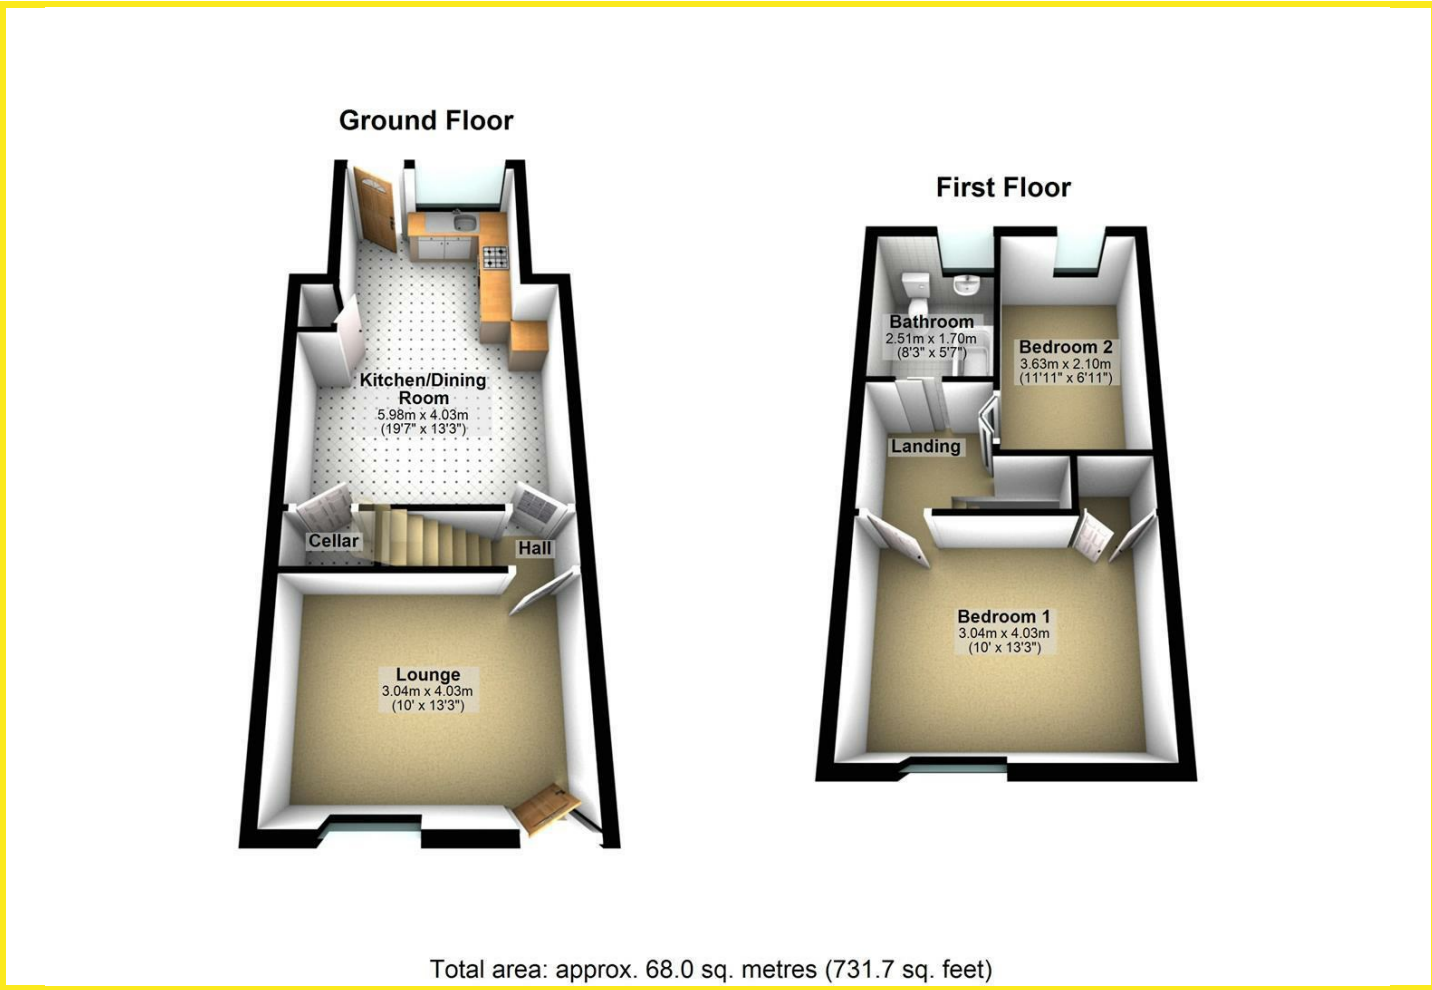 Ground Floor
Kitchen/Dining
Room
5.98m x 4.03m
(19'7" x 13'3")
Cellar
Hall
Lounge
3.04m x 4.03m
(10' x 13'3")
First Floor
Bathroom
2.51m x 1.70m
(8'3" x 5'7")
Bedroom 2
3.63m x 2.10m
(11'11" x 6'11")
Landing
Bedroom 1
3.04m x 4.03m
(10' x 13'3")
Total area: approx. 68.0 sq. metres (731.7 sq. feet)